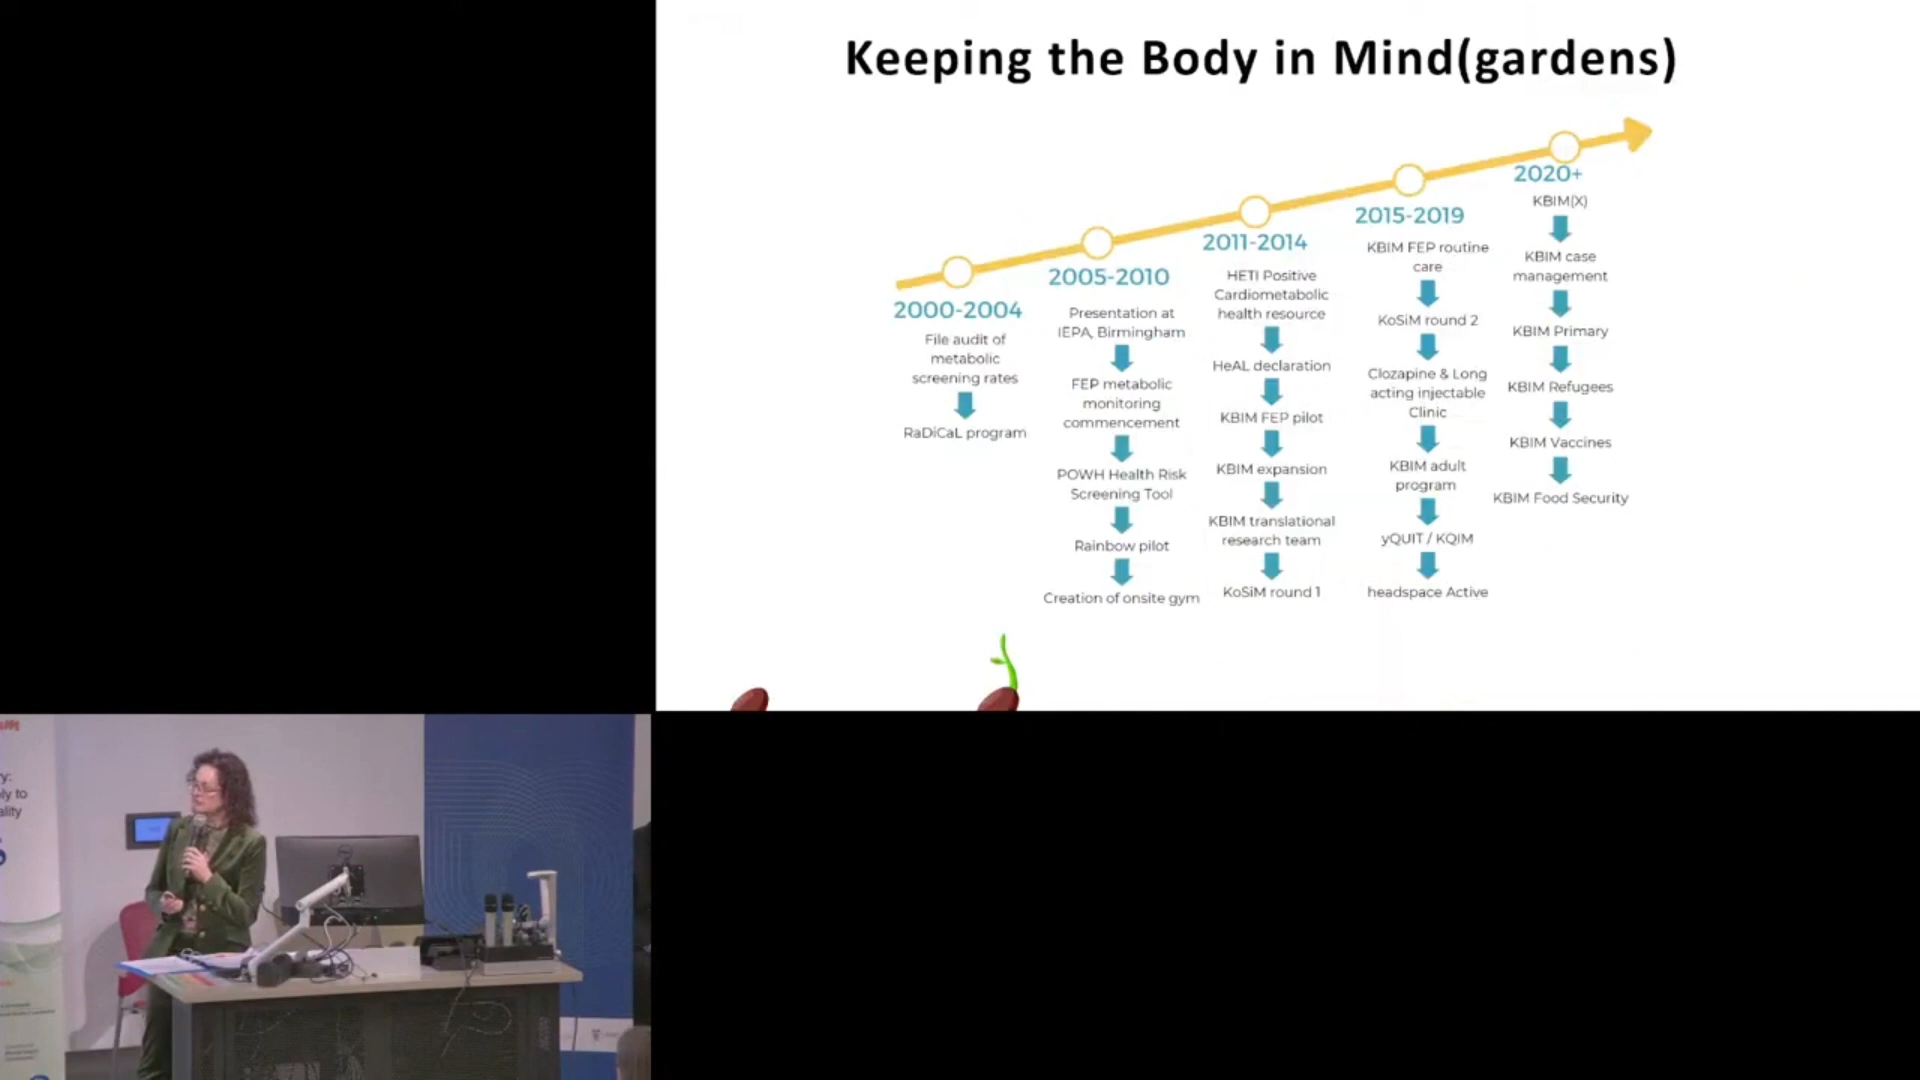 Keeping the Body in Mind(gardens)
2000-2004
File audit of
metabolic
screening rates
RaDiCaL program
2005-2010
Presentation at
IEPA, Birmingham
FEP metabolic
monitoring
commencement
POWH Health Risk
Screening Tool
Rainbow pilot
Creation of onsite gym
2011-2014
HETI Positive
Cardiometabolic
health resource
HeAL declaration
KBIM FEP pilot
KBIM expansion
KBIM translational
research team
KoSiM round 1
2015-2019
KBIM FEP routine
care
KoSiM round 2
Clozapine & Long
acting injectable
Clinic
KBIM adult
program
yQUIT / KQIM
headspace Active
2020+
KBIM(X)
KBIM case
management
KBIM Primary
KBIM Refugees
KBIM Vaccines
KBIM Food Security
y:
ly to
ality